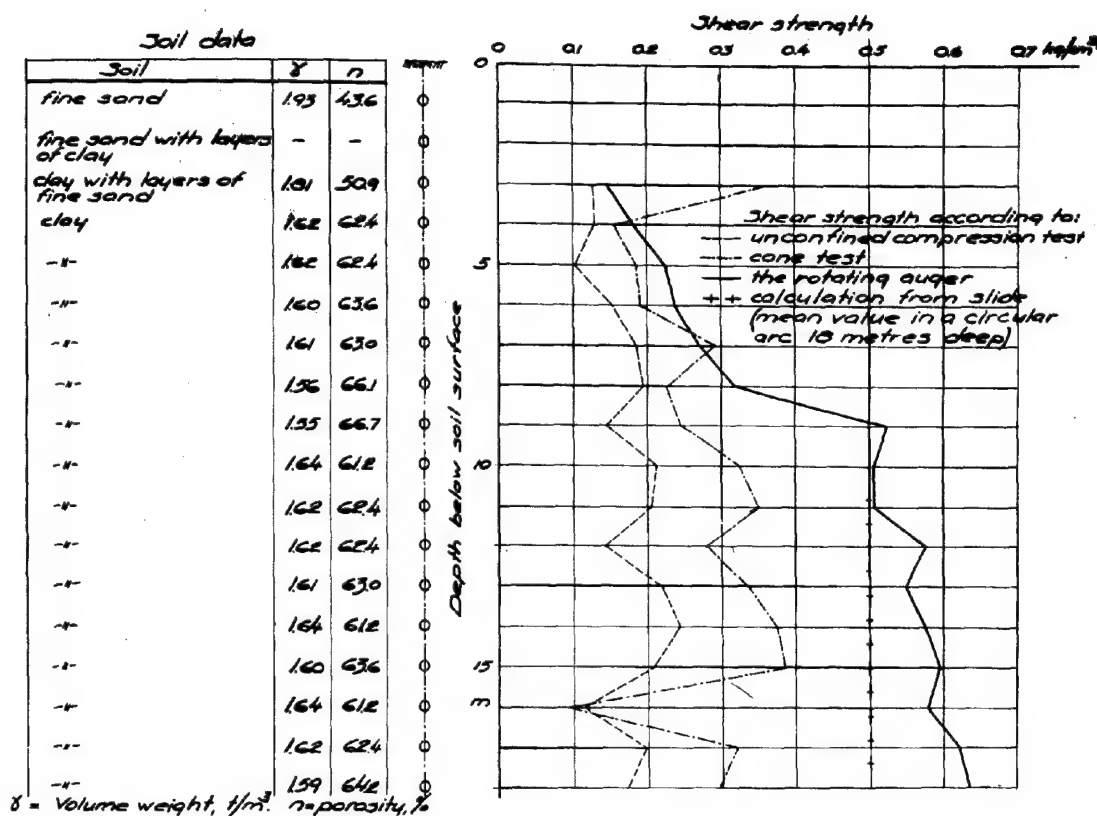 Soil data
Soil γ n
fine sand 1.93 43.6
fine sand with layers of clay - -
clay with layers of fine sand 1.81 50.9
clay 1.62 62.4
-"- 1.62 62.4
-"- 1.60 63.6
-"- 1.61 63.0
-"- 1.56 66.1
-"- 1.55 66.7
-"- 1.64 61.2
-"- 1.62 62.4
-"- 1.62 62.4
-"- 1.61 63.0
-"- 1.64 61.2
-"- 1.60 63.6
-"- 1.64 61.2
-"- 1.62 62.4
-"- 1.59 64.2
γ = Volume weight, t/m³. n=porosity, %
Shear strength
0 0.1 0.2 0.3 0.4 0.5 0.6 0.7 kg/cm²
Depth below soil surface
0
5
10
15
m
Shear strength according to:
unconfined compression test
cone test
the rotating auger
+ + calculation from slide
(mean value in a circular
arc 18 metres deep)